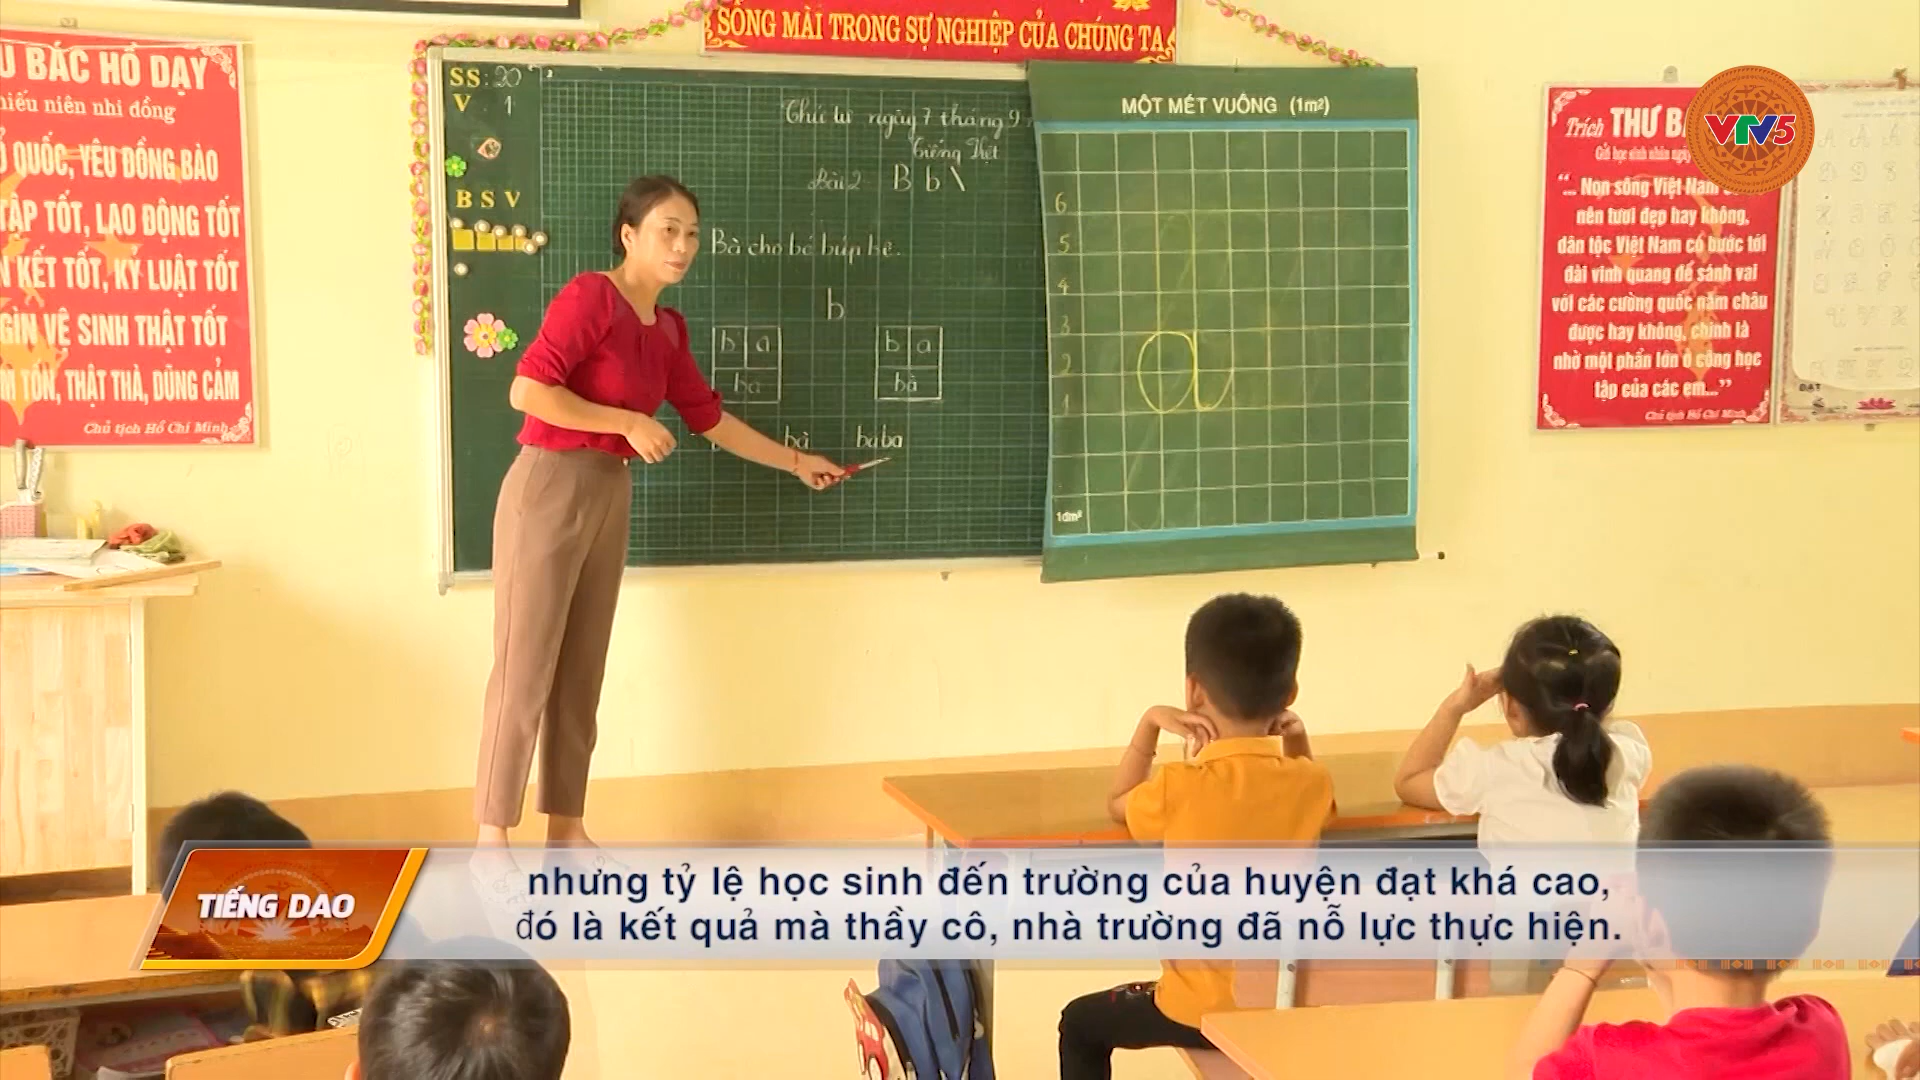 SỐNG MÃI TRONG SỰ NGHIỆP CỦA CHÚNG TA
U BÁC HỒ DẠY
thiếu niên nhi đồng
Ổ QUỐC, YÊU ĐỒNG BÀO
TẬP TỐT, LAO ĐỘNG TỐT
N KẾT TỐT, KỶ LUẬT TỐT
GÌN VỆ SINH THẬT TỐT
M TỐN, THẬT THÀ, DŨNG CẢM
Chủ tịch Hồ Chí Minh
SS: 20
V 1
B S V
Thứ tư ngày 7 tháng 9
Tiếng Việt
Bài 2 B b \
Bà cho bé búp bê.
b
b a
ba
b a
bà
bà baba
MỘT MÉT VUÔNG (1m²)
6
5
4
3
2
1
1dm²
a
Trích THƯ B
Gửi học sinh nhân ngày
"... Non sông Việt Nam
nên tươi đẹp hay không,
dân tộc Việt Nam có bước tới
đài vinh quang để sánh vai
với các cường quốc năm châu
được hay không, chính là
nhờ một phần lớn ở công học
tập của các em..."
Chủ tịch Hồ Chí Minh
VTV5
TIẾNG DAO
nhưng tỷ lệ học sinh đến trường của huyện đạt khá cao,
đó là kết quả mà thầy cô, nhà trường đã nỗ lực thực hiện.